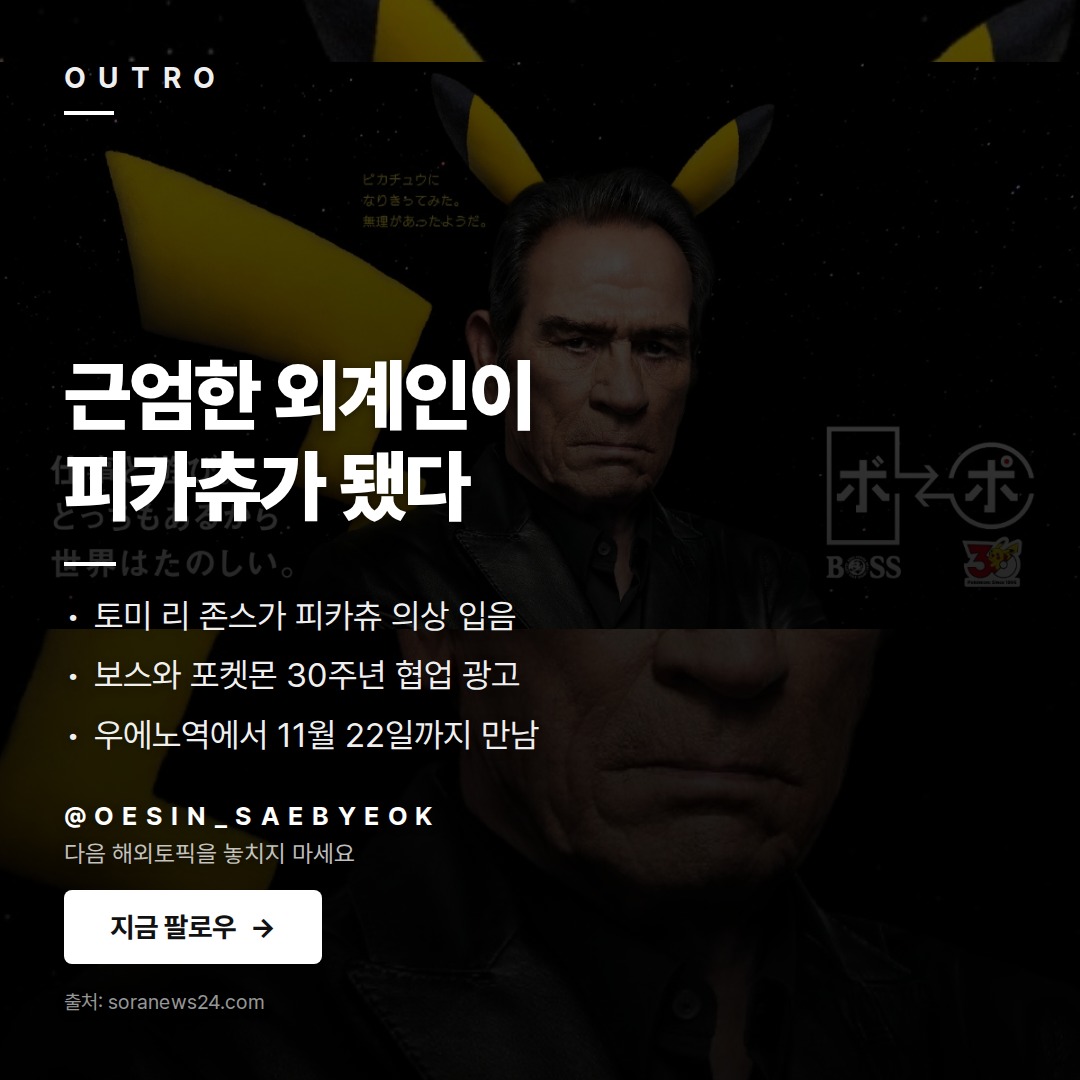 OUTRO
ピカチュウに
なりきってみた。
無理があったようだ。
근엄한 외계인이
피카츄가 됐다
どっちもあるから
世界はたのしい。
ボ
ポ
BOSS
30
• 토미 리 존스가 피카츄 의상 입음
• 보스와 포켓몬 30주년 협업 광고
• 우에노역에서 11월 22일까지 만남
@OESIN_SAEBYEOK
다음 해외토픽을 놓치지 마세요
지금 팔로우 →
출처: soranews24.com